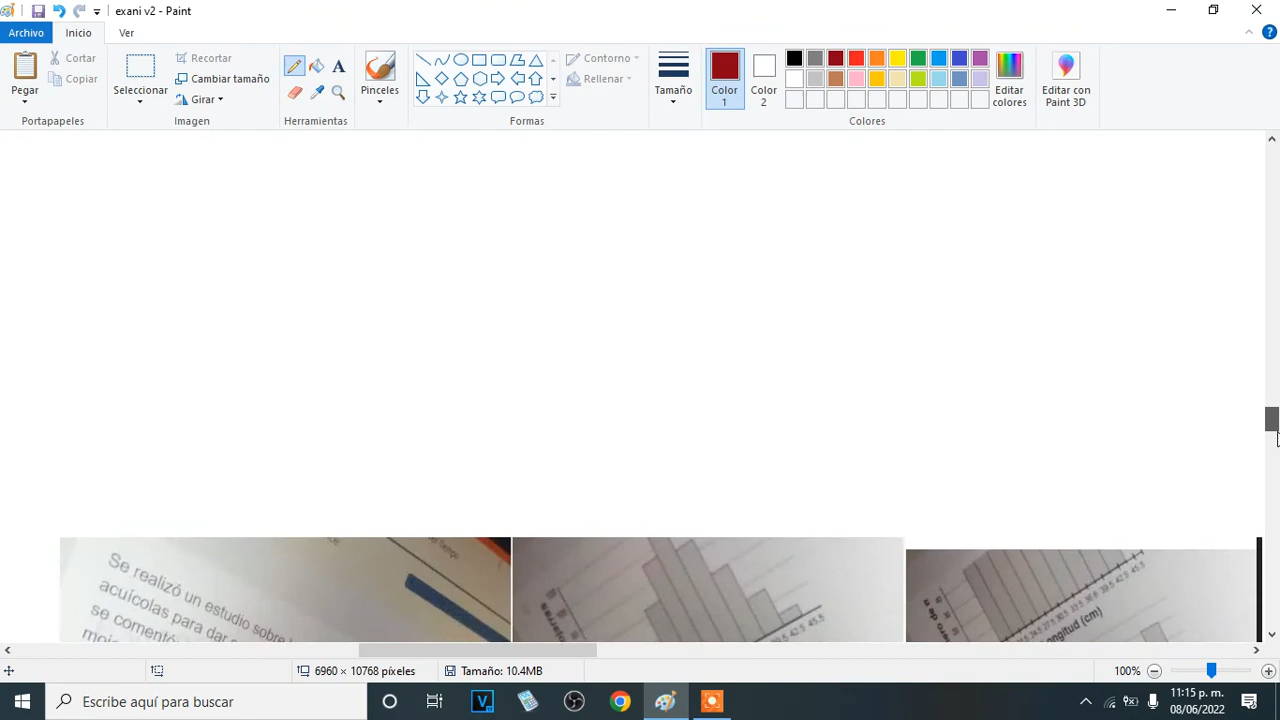 exani v2 - Paint
Archivo
Inicio
Ver
Pegar
Cortar
Copiar
Portapapeles
Seleccionar
Recortar
Cambiar tamaño
Girar
Imagen
Herramientas
Pinceles
Contorno
Rellenar
Formas
Tamaño
Color 1
Color 2
Colores
Editar colores
Editar con Paint 3D
Se realizó un estudio sobre
acuícolas para dar
se comentó
ongitud (cm)
6960 × 10768 píxeles
Tamaño: 10.4MB
100%
Escribe aquí para buscar
11:15 p. m.
08/06/2022